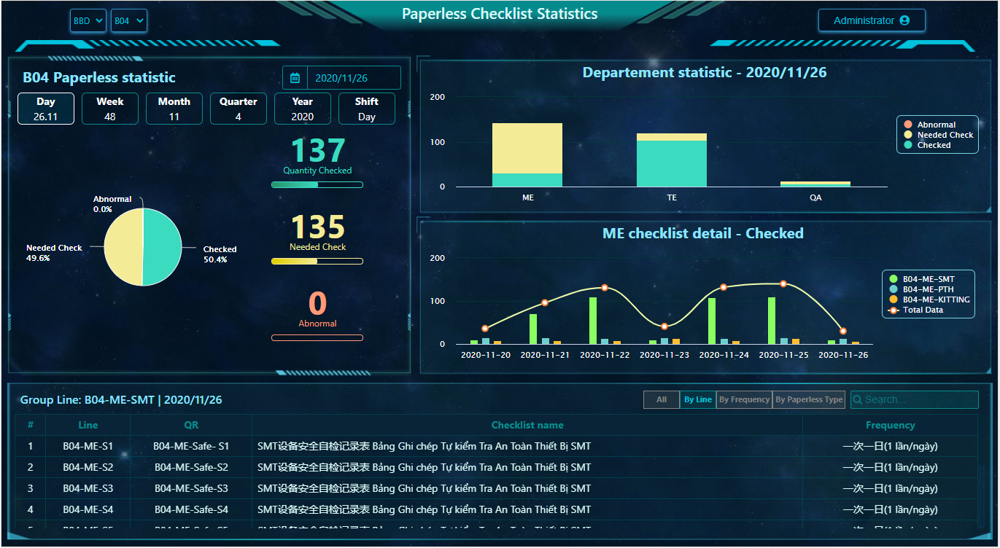 Paperless Checklist Statistics
BBD
B04
Administrator
B04 Paperless statistic
2020/11/26
Day
26.11
Week
48
Month
11
Quarter
4
Year
2020
Shift
Day
137
Quantity Checked
135
Needed Check
0
Abnormal
Abnormal
0.0%
Needed Check
49.6%
Checked
50.4%
Departement statistic - 2020/11/26
200
100
0
ME TE QA
Abnormal
Needed Check
Checked
ME checklist detail - Checked
200
100
0
2020-11-20 2020-11-21 2020-11-22 2020-11-23 2020-11-24 2020-11-25 2020-11-26
B04-ME-SMT
B04-ME-PTH
B04-ME-KITTING
Total Data
Group Line: B04-ME-SMT | 2020/11/26
All By Line By Frequency By Paperless Type Search...
# Line QR Checklist name Frequency
1 B04-ME-S1 B04-ME-Safe- S1 SMT设备安全自检记录表 Bảng Ghi chép Tự kiểm Tra An Toàn Thiết Bị SMT 一次一日(1 lần/ngày)
2 B04-ME-S2 B04-ME-Safe-S2 SMT设备安全自检记录表 Bảng Ghi chép Tự kiểm Tra An Toàn Thiết Bị SMT 一次一日(1 lần/ngày)
3 B04-ME-S3 B04-ME-Safe-S3 SMT设备安全自检记录表 Bảng Ghi chép Tự kiểm Tra An Toàn Thiết Bị SMT 一次一日(1 lần/ngày)
4 B04-ME-S4 B04-ME-Safe-S4 SMT设备安全自检记录表 Bảng Ghi chép Tự kiểm Tra An Toàn Thiết Bị SMT 一次一日(1 lần/ngày)